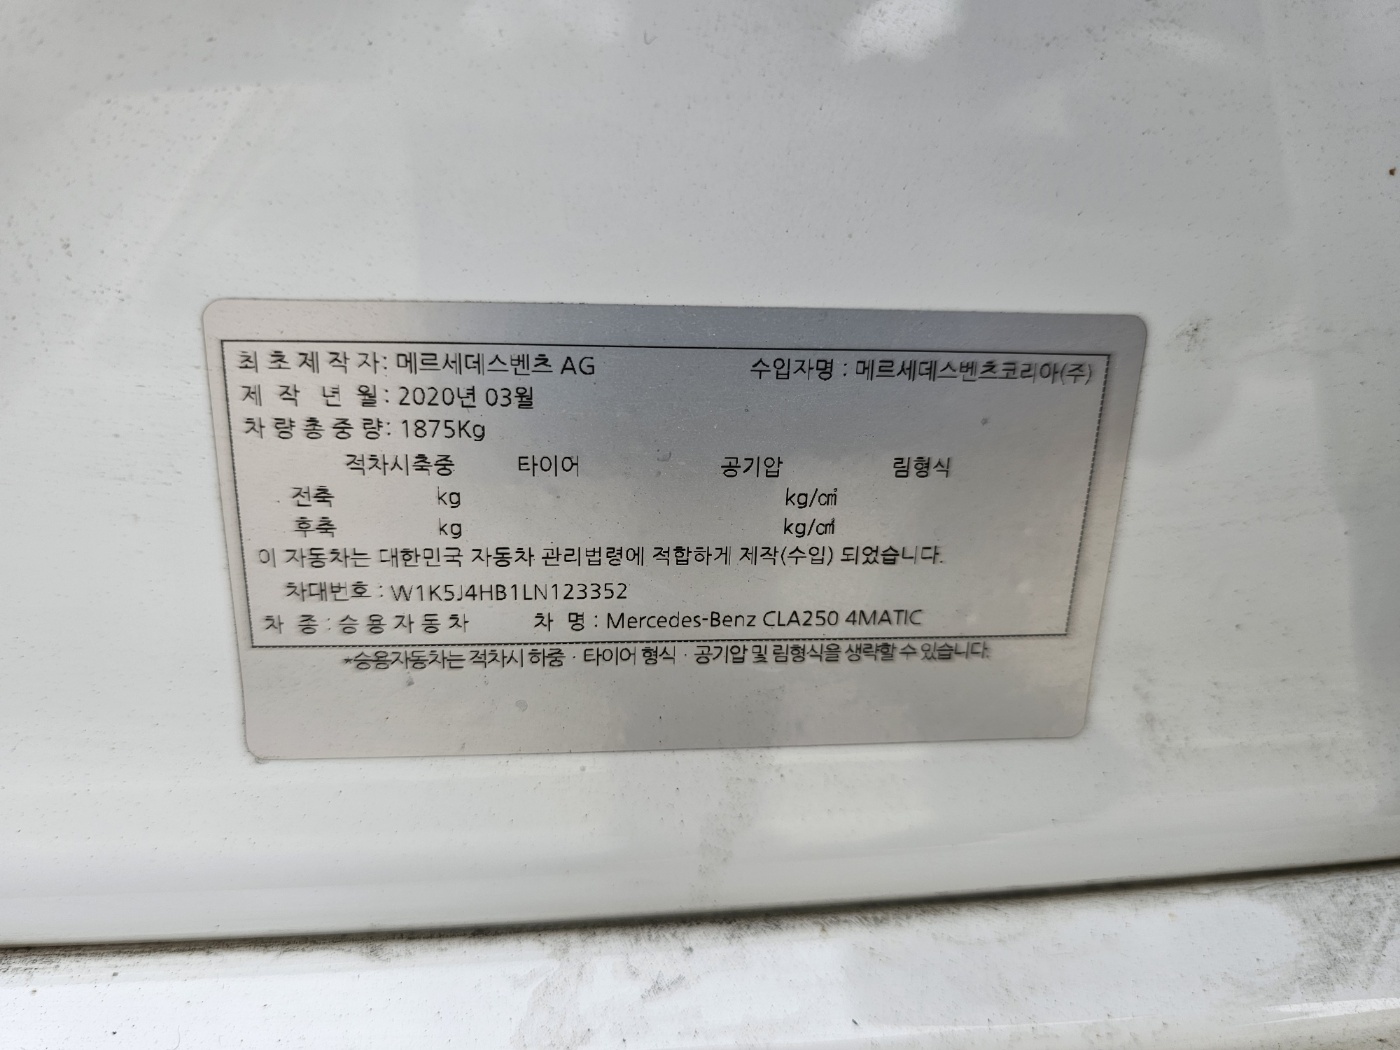 최초제작자: 메르세데스벤츠 AG 수입자명 : 메르세데스벤츠코리아(주)
제 작 년 월 : 2020년 03월
차량총중량: 1875Kg
적차시축중 타이어 공기압 림형식
전축 kg kg/㎠
후축 kg kg/㎠
이 자동차는 대한민국 자동차 관리법령에 적합하게 제작(수입) 되었습니다.
차대번호 : W1K5J4HB1LN123352
차 종 : 승용자동차 차 명 : Mercedes-Benz CLA250 4MATIC
*승용자동차는 적차시 하중 · 타이어 형식 · 공기압 및 림형식을 생략할 수 있습니다.